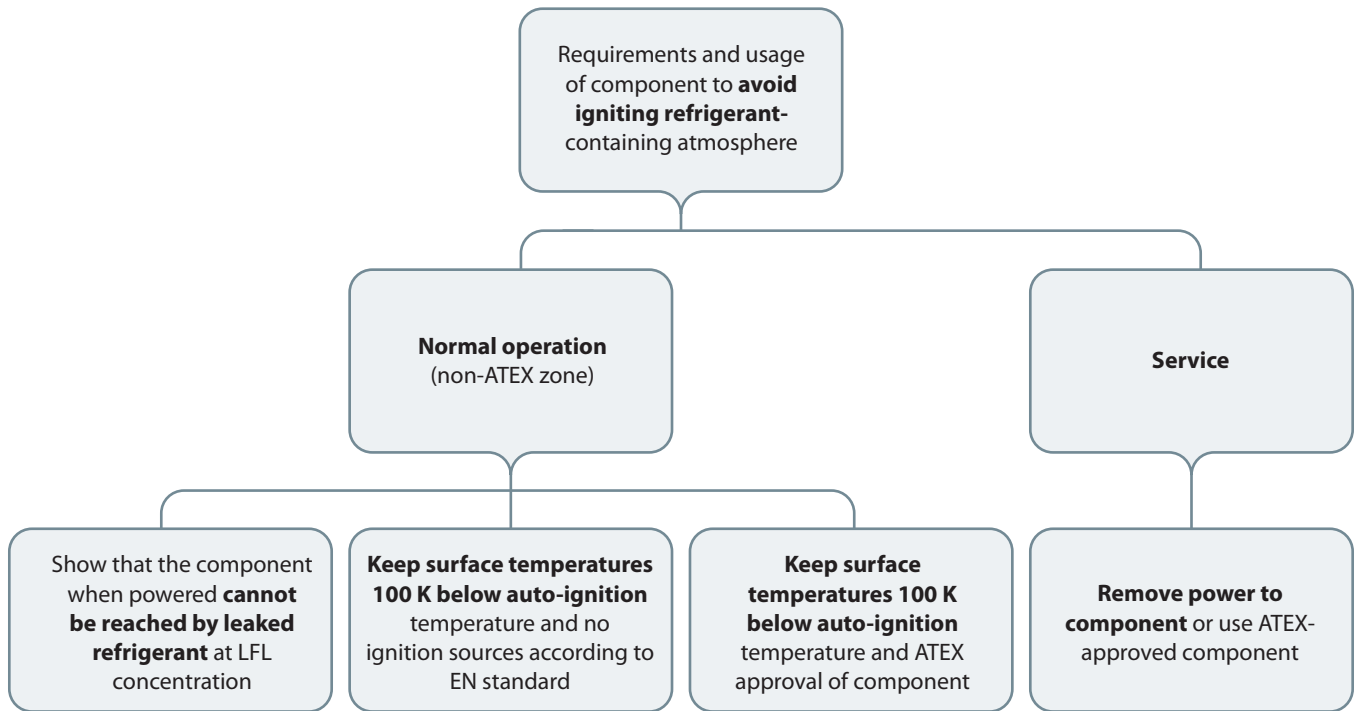 Requirements and usage
of component to avoid
igniting refrigerant-
containing atmosphere
Normal operation
(non-ATEX zone)
Service
Show that the component
when powered cannot
be reached by leaked
refrigerant at LFL
concentration
Keep surface temperatures
100 K below auto-ignition
temperature and no
ignition sources according to
EN standard
Keep surface
temperatures 100 K
below auto-ignition
temperature and ATEX
approval of component
Remove power to
component or use ATEX-
approved component